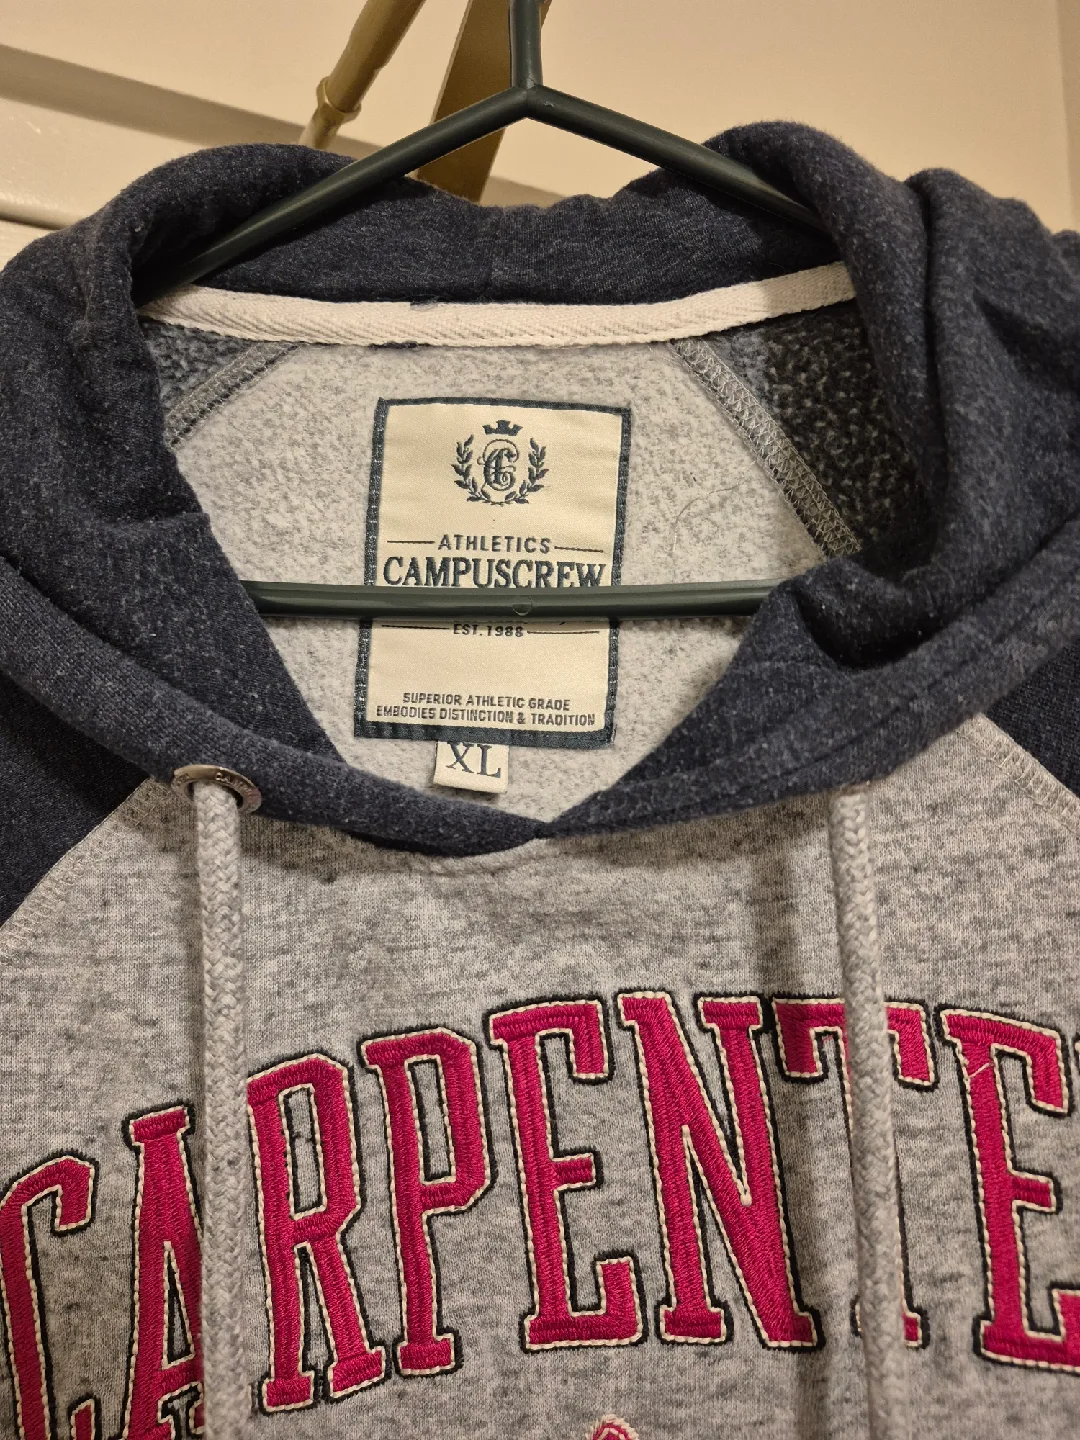 ATHLETICS
CAMPUSCREW
EST.1988
SUPERIOR ATHLETIC GRADE
EMBODIES DISTINCTION & TRADITION
XL
CARPENTE